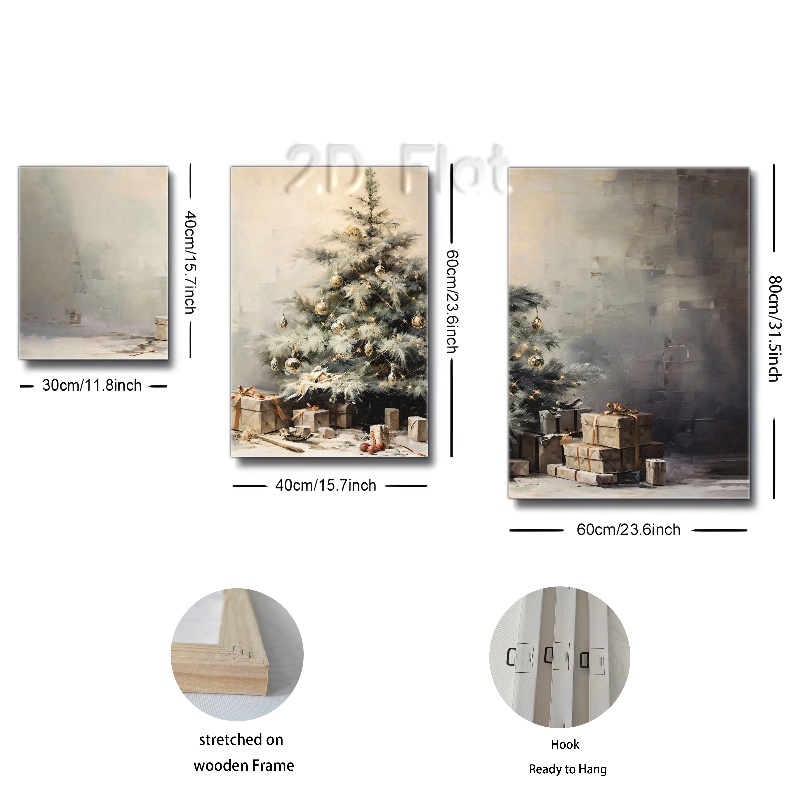 2D Flat
40cm/15.7inch
60cm/23.6inch
80cm/31.5inch
30cm/11.8inch
40cm/15.7inch
60cm/23.6inch
stretched on
wooden Frame
Hook
Ready to Hang